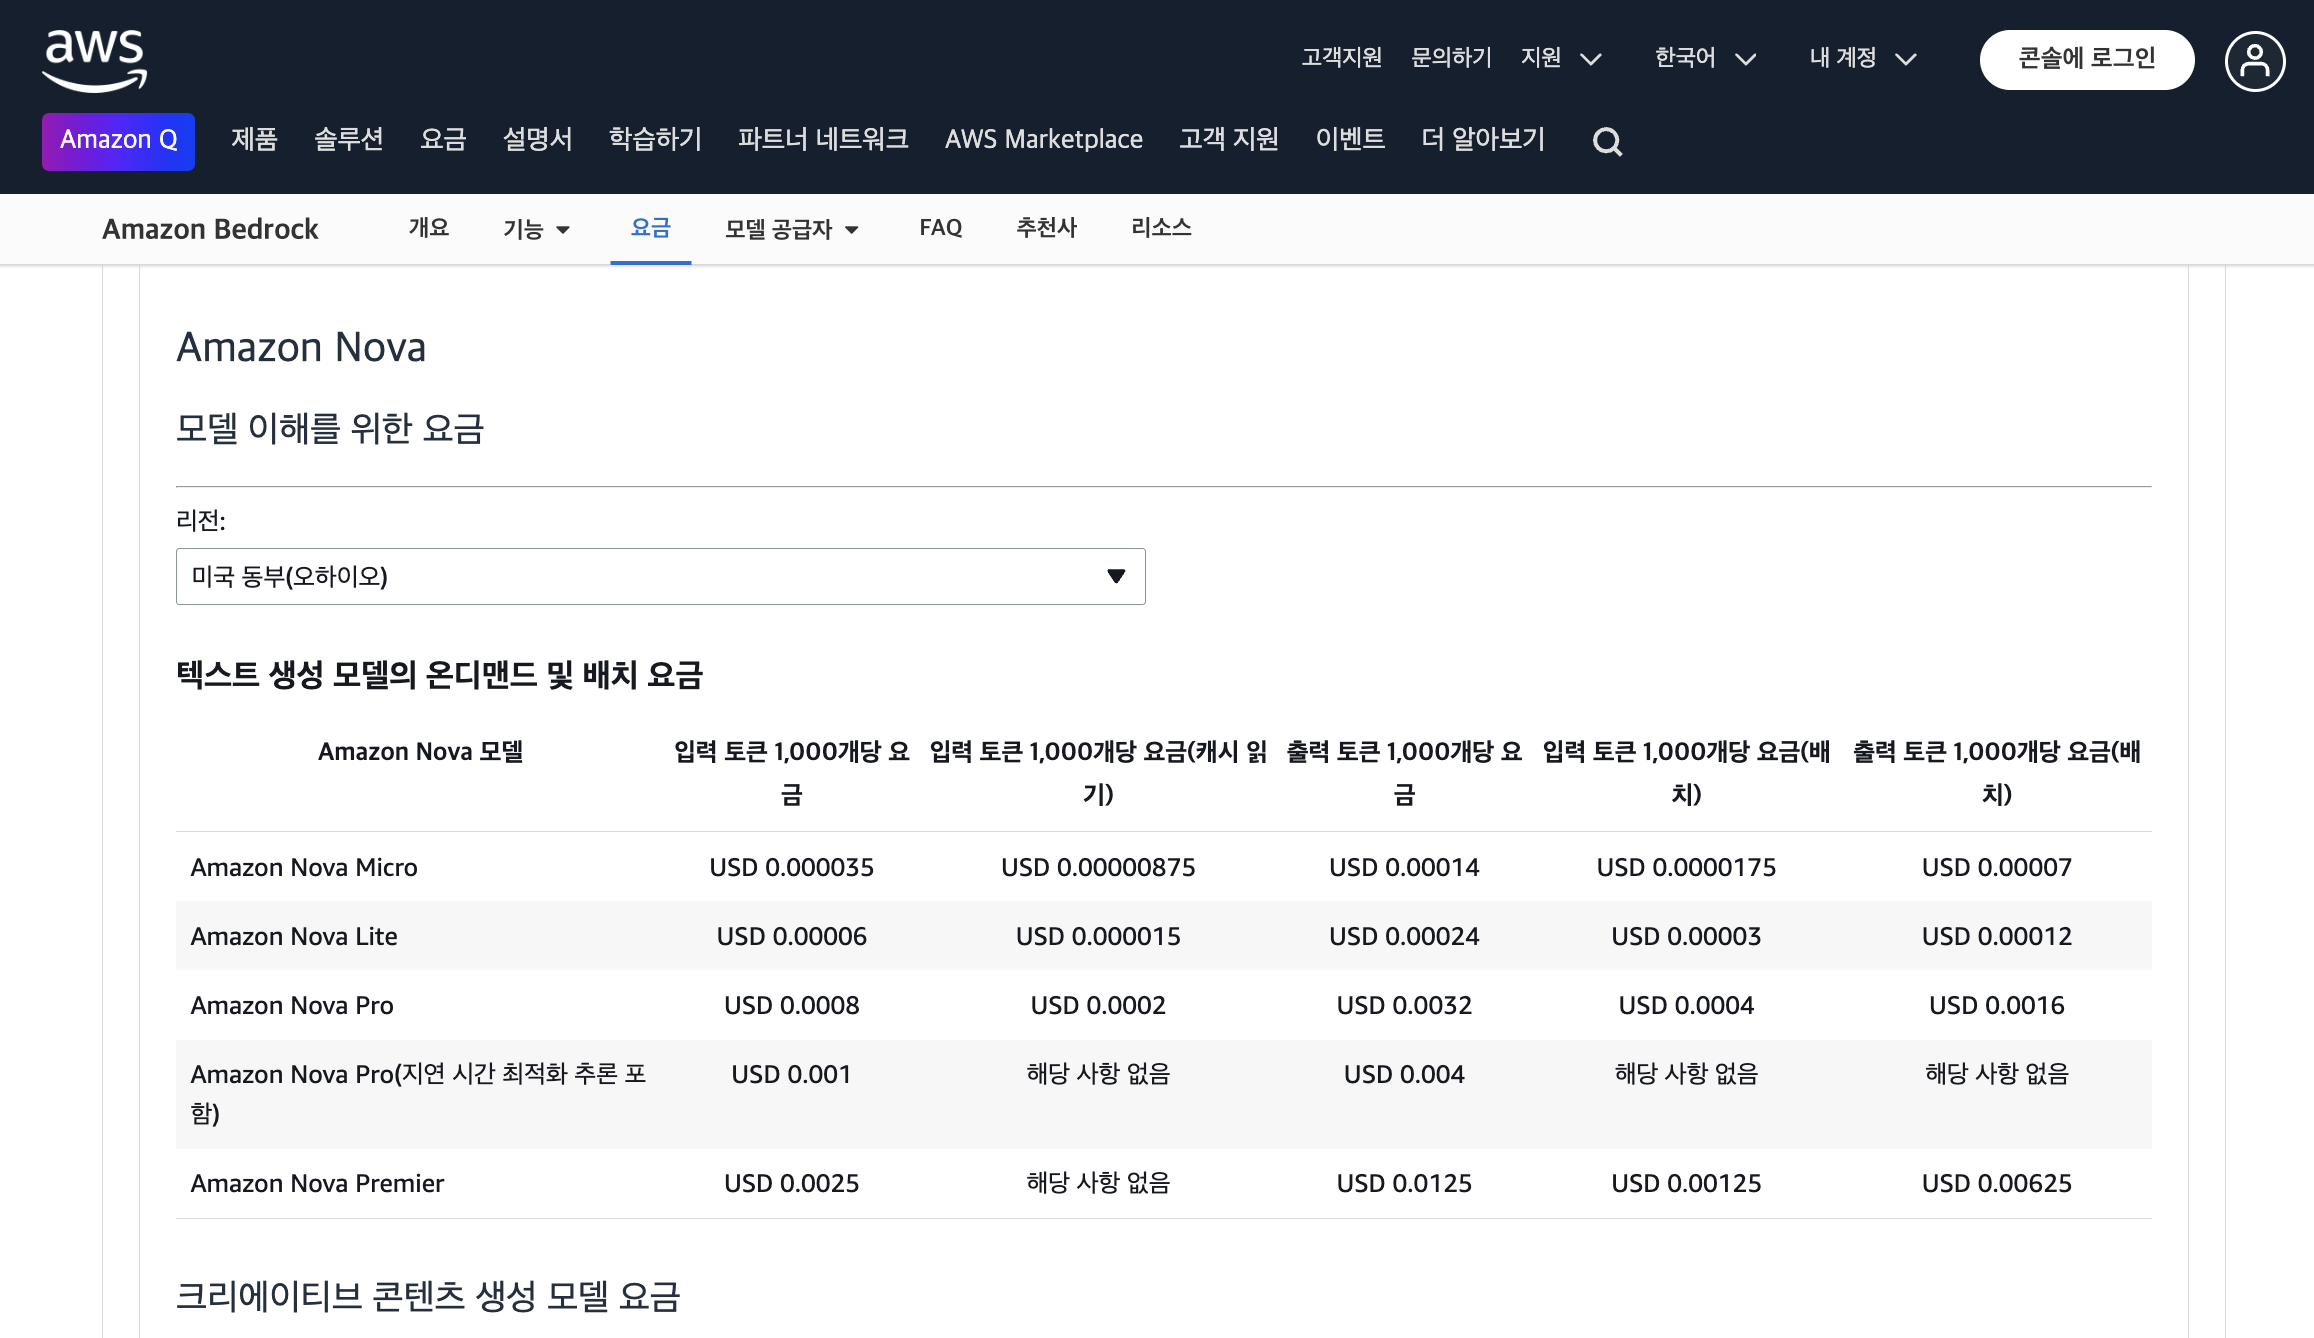 aws
고객지원 문의하기 지원 한국어 내 계정 콘솔에 로그인
Amazon Q 제품 솔루션 요금 설명서 학습하기 파트너 네트워크 AWS Marketplace 고객 지원 이벤트 더 알아보기
Amazon Bedrock 개요 기능 요금 모델 공급자 FAQ 추천사 리소스
Amazon Nova
모델 이해를 위한 요금
리전:
미국 동부(오하이오)
텍스트 생성 모델의 온디맨드 및 배치 요금
Amazon Nova 모델 입력 토큰 1,000개당 요금 입력 토큰 1,000개당 요금(캐시 읽기) 출력 토큰 1,000개당 요금 입력 토큰 1,000개당 요금(배치) 출력 토큰 1,000개당 요금(배치)
Amazon Nova Micro USD 0.000035 USD 0.00000875 USD 0.00014 USD 0.0000175 USD 0.00007
Amazon Nova Lite USD 0.00006 USD 0.000015 USD 0.00024 USD 0.00003 USD 0.00012
Amazon Nova Pro USD 0.0008 USD 0.0002 USD 0.0032 USD 0.0004 USD 0.0016
Amazon Nova Pro(지연 시간 최적화 추론 포함) USD 0.001 해당 사항 없음 USD 0.004 해당 사항 없음 해당 사항 없음
Amazon Nova Premier USD 0.0025 해당 사항 없음 USD 0.0125 USD 0.00125 USD 0.00625
크리에이티브 콘텐츠 생성 모델 요금